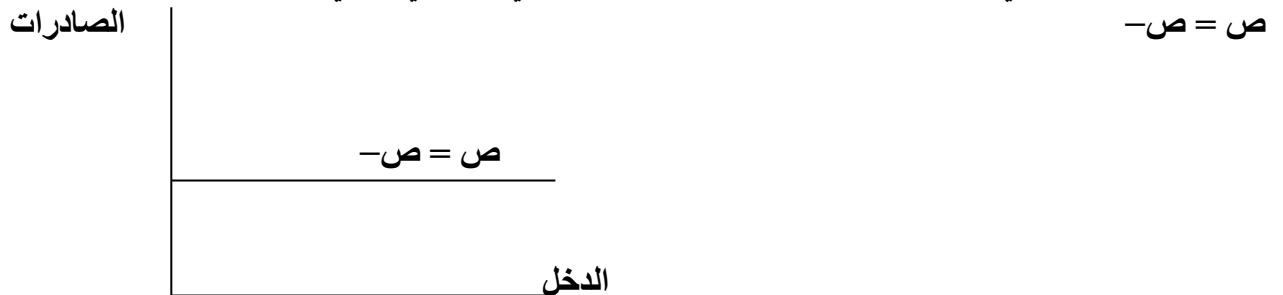 الصادرات
ص = ص–
ص = ص–
الدخل